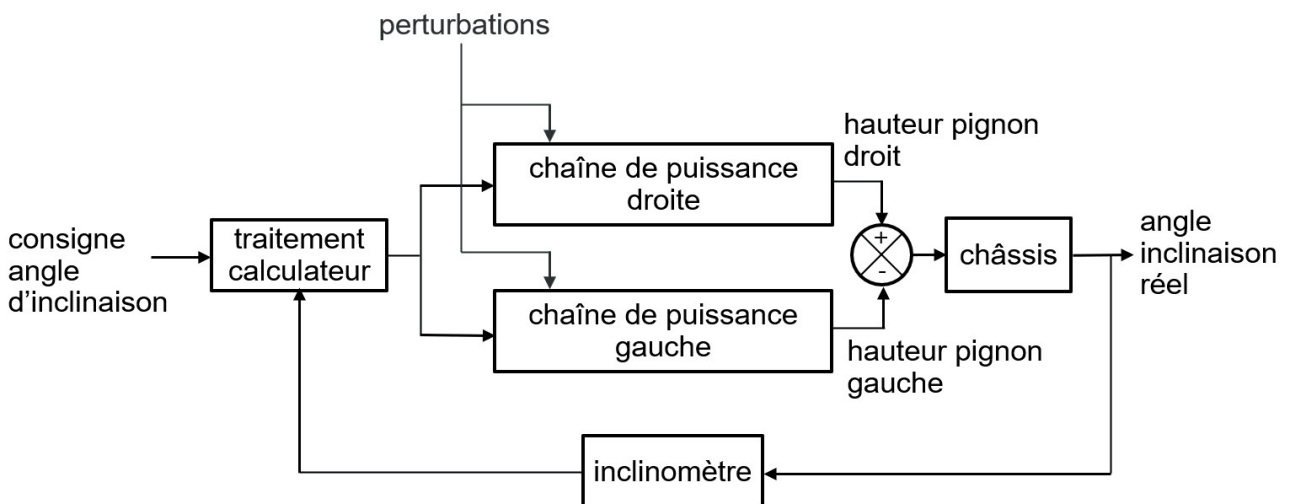 perturbations
hauteur pignon
droit
chaîne de puissance
droite
+
-
consigne
angle
d'inclinaison
traitement
calculateur
châssis
angle
inclinaison
réel
chaîne de puissance
gauche
hauteur pignon
gauche
inclinomètre